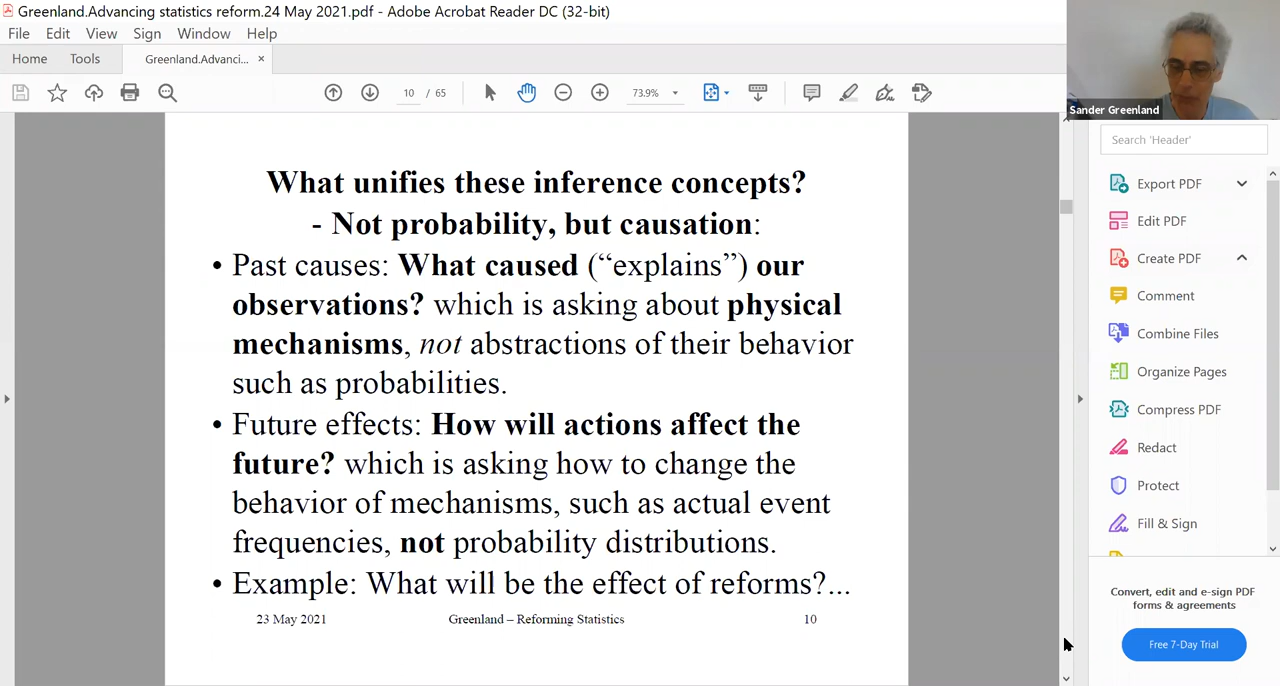 Greenland.Advancing statistics reform.24 May 2021.pdf - Adobe Acrobat Reader DC (32-bit)
File Edit View Sign Window Help
Home Tools Greenland.Advanci... ×
10 / 65 73.9%
Sander Greenland
Search 'Header'
Export PDF
Edit PDF
Create PDF
Comment
Combine Files
Organize Pages
Compress PDF
Redact
Protect
Fill & Sign
Convert, edit and e-sign PDF
forms & agreements
Free 7-Day Trial
What unifies these inference concepts?
- Not probability, but causation:
• Past causes: What caused (“explains”) our
observations? which is asking about physical
mechanisms, not abstractions of their behavior
such as probabilities.
• Future effects: How will actions affect the
future? which is asking how to change the
behavior of mechanisms, such as actual event
frequencies, not probability distributions.
• Example: What will be the effect of reforms?...
23 May 2021 Greenland – Reforming Statistics 10